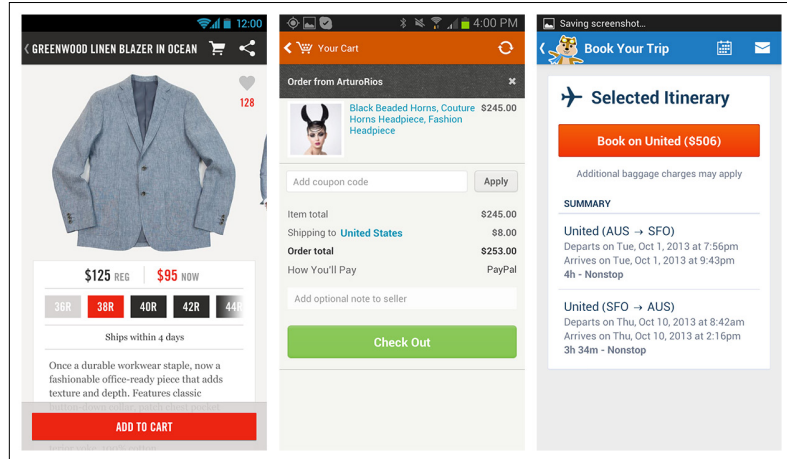 12:00
GREENWOOD LINEN BLAZER IN OCEAN
128
$125 REG $95 NOW
36R 38R 40R 42R 44R
Ships within 4 days
Once a durable workwear staple, now a
fashionable office-ready piece that adds
texture and depth. Features classic
ADD TO CART
4:00 PM
Your Cart
Order from ArturoRios
Black Beaded Horns, Couture $245.00
Horns Headpiece, Fashion
Headpiece
Add coupon code Apply
Item total $245.00
Shipping to United States $8.00
Order total $253.00
How You'll Pay PayPal
Add optional note to seller
Check Out
Saving screenshot...
Book Your Trip
Selected Itinerary
Book on United ($506)
Additional baggage charges may apply
SUMMARY
United (AUS → SFO)
Departs on Tue, Oct 1, 2013 at 7:56pm
Arrives on Tue, Oct 1, 2013 at 9:43pm
4h - Nonstop
United (SFO → AUS)
Departs on Thu, Oct 10, 2013 at 8:42am
Arrives on Thu, Oct 10, 2013 at 2:16pm
3h 34m - Nonstop